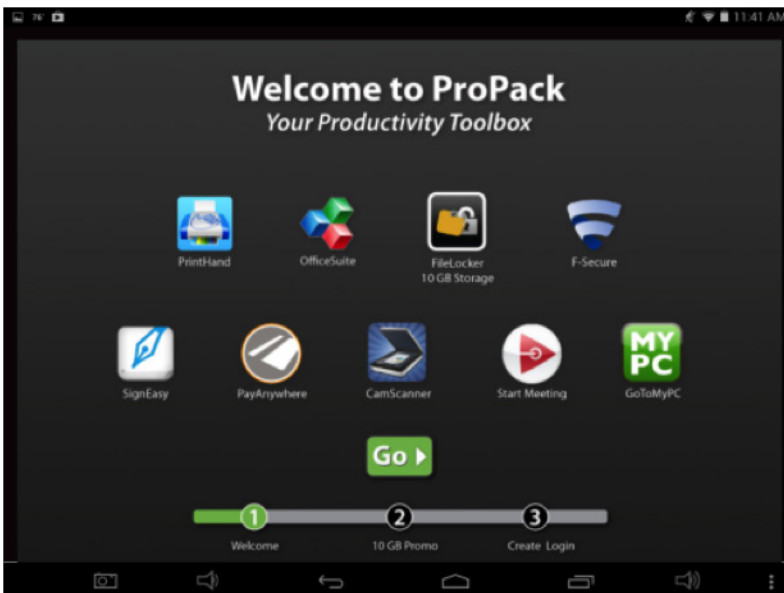 76° 11:41 AM
Welcome to ProPack
Your Productivity Toolbox
PrintHand OfficeSuite FileLocker F-Secure
10 GB Storage
MY
PC
SignEasy PayAnywhere CamScanner Start Meeting GoToMyPC
Go
1 2 3
Welcome 10 GB Promo Create Login